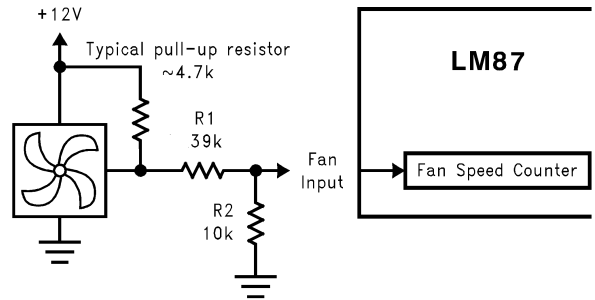 +12V
Typical pull-up resistor
~4.7k
R1
39k
R2
10k
Fan
Input
LM87
Fan Speed Counter